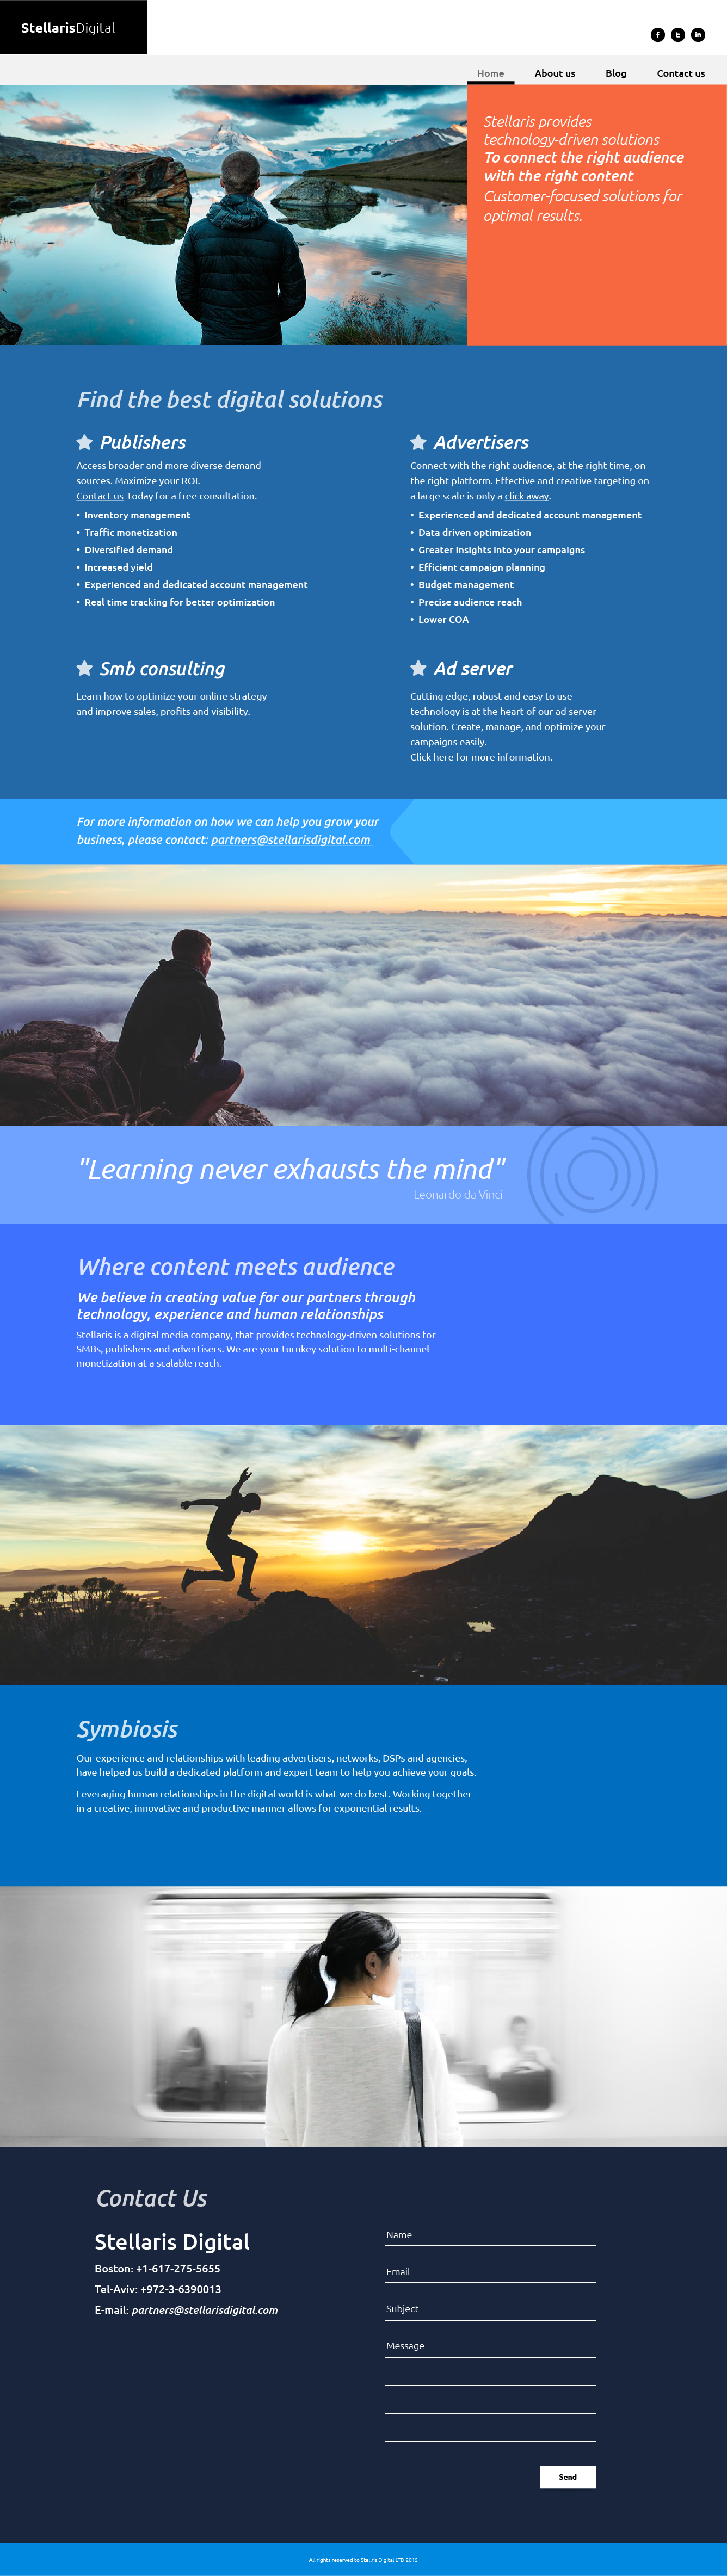 StellarisDigital
Home
About us
Blog
Contact us
Stellaris provides
technology-driven solutions
To connect the right audience
with the right content
Customer-focused solutions for
optimal results.
Find the best digital solutions
Publishers
Access broader and more diverse demand
sources. Maximize your ROI.
Contact us today for a free consultation.
• Inventory management
• Traffic monetization
• Diversified demand
• Increased yield
• Experienced and dedicated account management
• Real time tracking for better optimization
Advertisers
Connect with the right audience, at the right time, on
the right platform. Effective and creative targeting on
a large scale is only a click away.
• Experienced and dedicated account management
• Data driven optimization
• Greater insights into your campaigns
• Efficient campaign planning
• Budget management
• Precise audience reach
• Lower COA
Smb consulting
Learn how to optimize your online strategy
and improve sales, profits and visibility.
Ad server
Cutting edge, robust and easy to use
technology is at the heart of our ad server
solution. Create, manage, and optimize your
campaigns easily.
Click here for more information.
For more information on how we can help you grow your
business, please contact: partners@stellarisdigital.com
"Learning never exhausts the mind"
Leonardo da Vinci
Where content meets audience
We believe in creating value for our partners through
technology, experience and human relationships
Stellaris is a digital media company, that provides technology-driven solutions for
SMBs, publishers and advertisers. We are your turnkey solution to multi-channel
monetization at a scalable reach.
Symbiosis
Our experience and relationships with leading advertisers, networks, DSPs and agencies,
have helped us build a dedicated platform and expert team to help you achieve your goals.
Leveraging human relationships in the digital world is what we do best. Working together
in a creative, innovative and productive manner allows for exponential results.
Contact Us
Stellaris Digital
Boston: +1-617-275-5655
Tel-Aviv: +972-3-6390013
E-mail: partners@stellarisdigital.com
Name
Email
Subject
Message
Send
All rights reserved to Stellris Digital LTD 2015